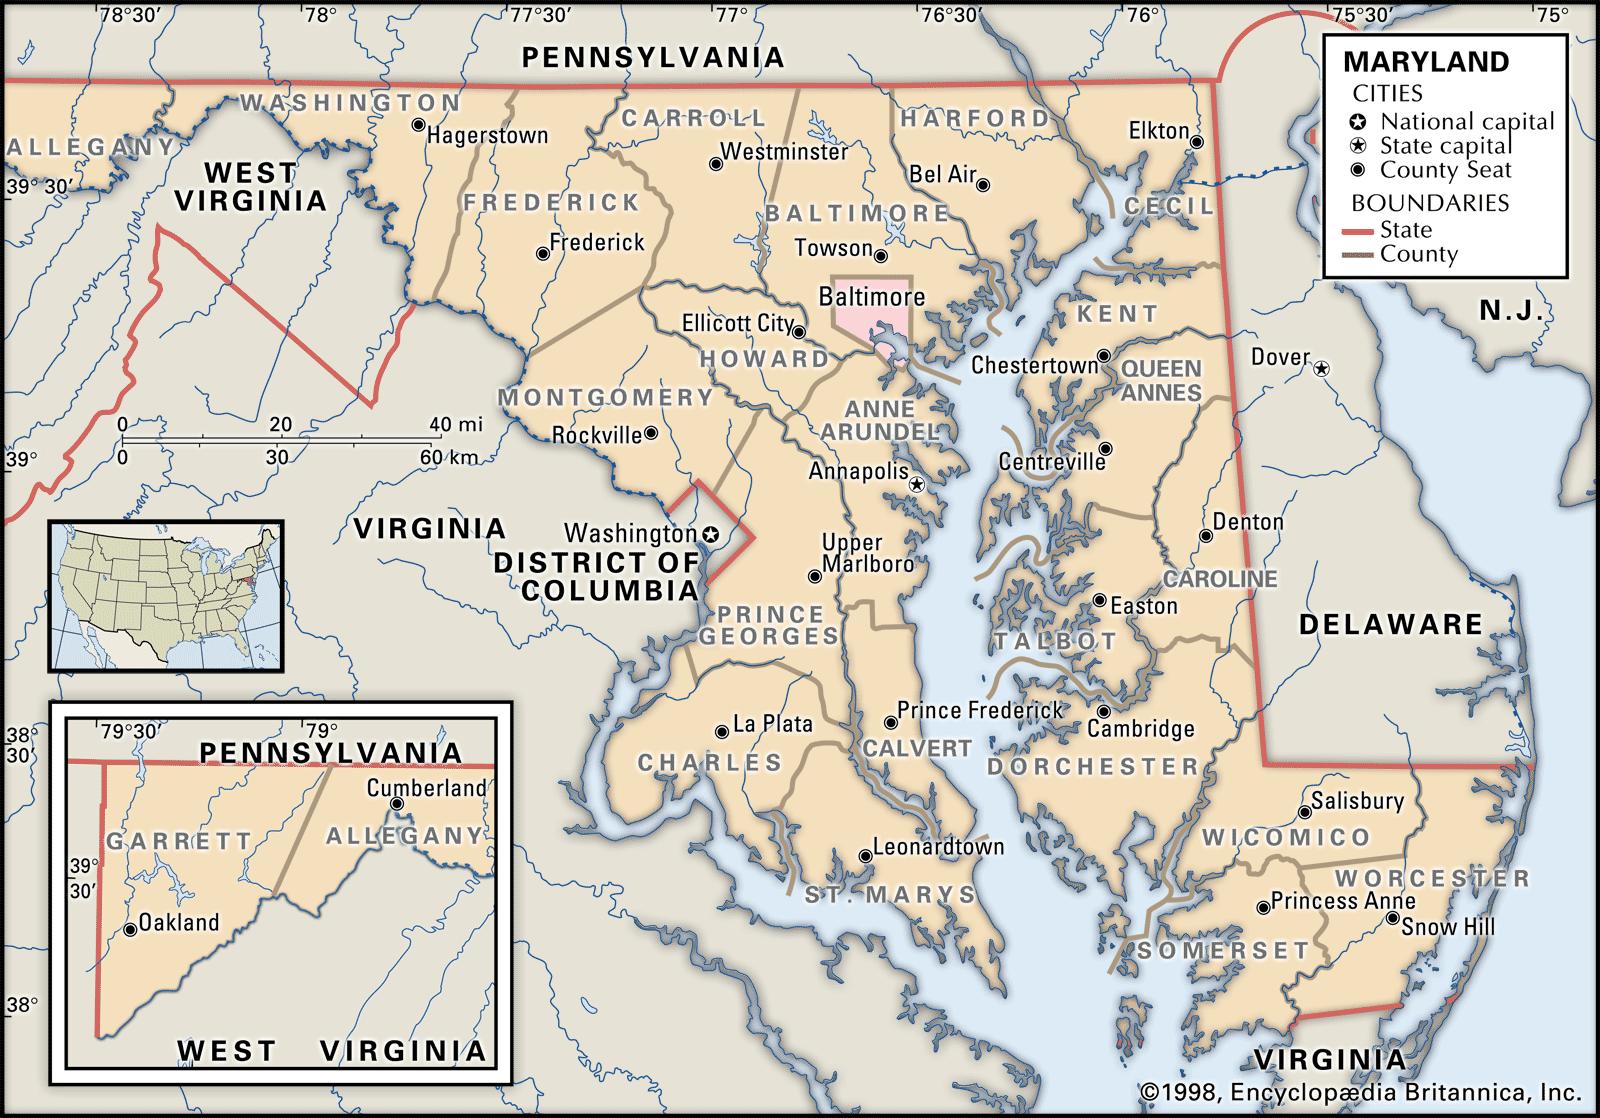 78°30' 78° 77°30' 77° 76°30' 76° 75°30' 75°
PENNSYLVANIA
MARYLAND
CITIES
National capital
State capital
County Seat
BOUNDARIES
State
County
WASHINGTON
Hagerstown
ALLEGANY
39° 30'
WEST
VIRGINIA
CARROLL
Westminster
HARFORD
Bel Air
Elkton
CECIL
FREDERICK
Frederick
BALTIMORE
Towson
Baltimore
Ellicott City
HOWARD
KENT
Chestertown
QUEEN
ANNES
N.J.
Dover
MONTGOMERY
Rockville
ANNE
ARUNDEL
Annapolis
Centreville
0 20 40 mi
0 30 60 km
39°
VIRGINIA
Washington
DISTRICT OF
COLUMBIA
Upper
Marlboro
PRINCE
GEORGES
Denton
CAROLINE
Easton
TALBOT
DELAWARE
38°
30'
La Plata
CHARLES
Prince Frederick
CALVERT
Cambridge
DORCHESTER
Salisbury
WICOMICO
Leonardtown
ST. MARYS
WORCESTER
Princess Anne
Snow Hill
SOMERSET
38°
79°30' 79°
PENNSYLVANIA
Cumberland
GARRETT
ALLEGANY
39°
30'
Oakland
WEST VIRGINIA
VIRGINIA
©1998, Encyclopædia Britannica, Inc.